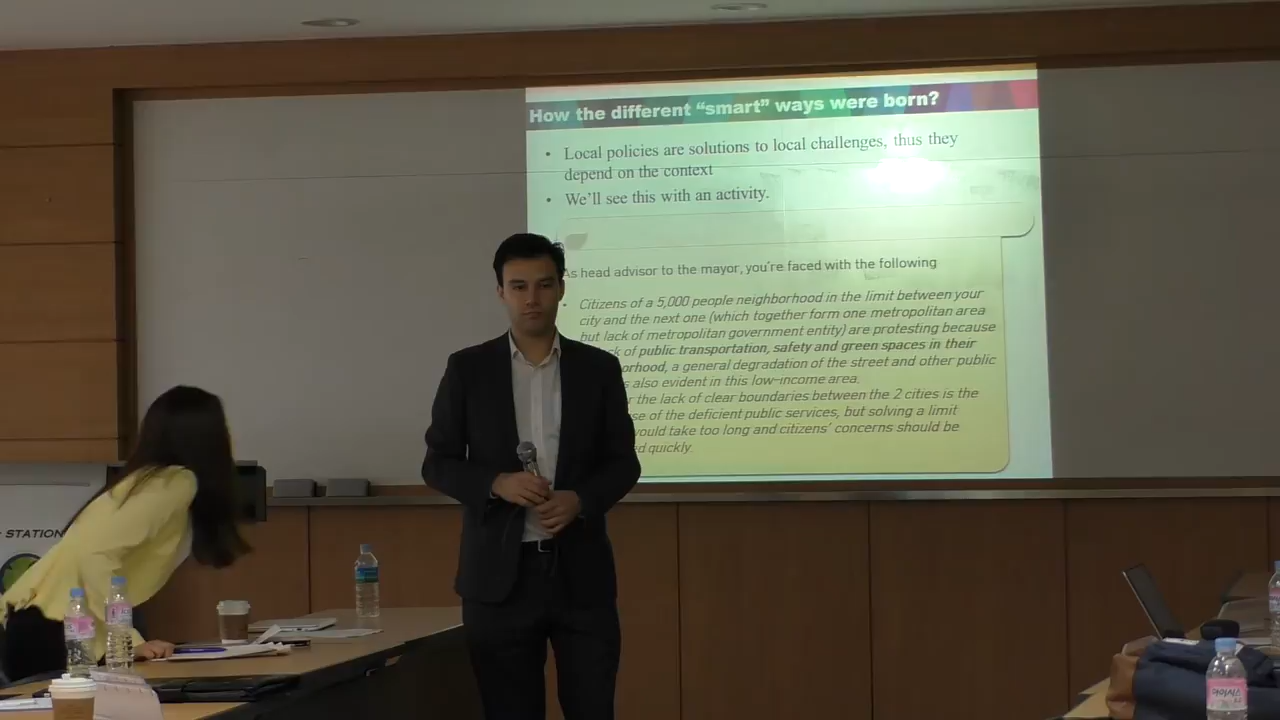 How the different “smart” ways were born?
• Local policies are solutions to local challenges, thus they
depend on the context
• We'll see this with an activity.
As head advisor to the mayor, you're faced with the following
• Citizens of a 5,000 people neighborhood in the limit between your
city and the next one (which together form one metropolitan area
but lack of metropolitan government entity) are protesting because
of public transportation, safety and green spaces in their
a general degradation of the street and other public
also evident in this low-income area.
the lack of clear boundaries between the 2 cities is the
of the deficient public services, but solving a limit
would take too long and citizens' concerns should be
quickly.
STATION